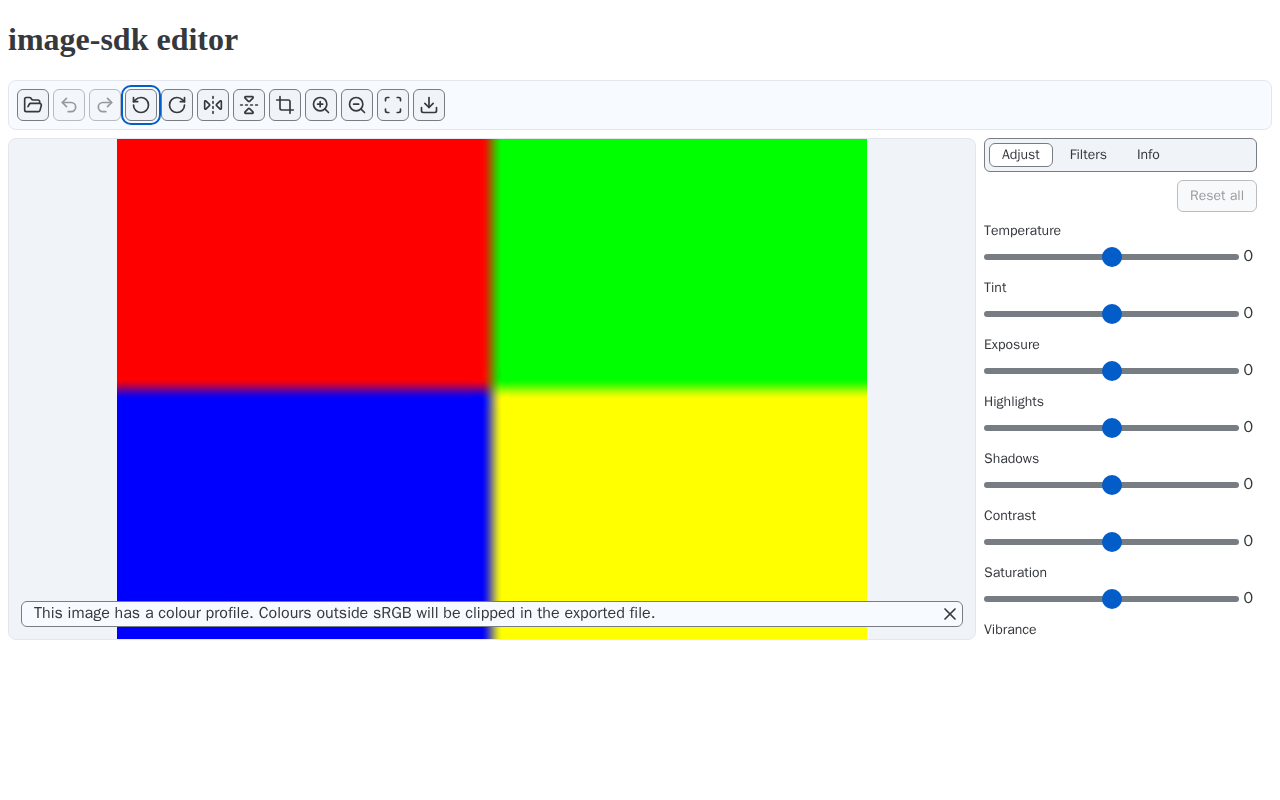 image-sdk editor
Adjust Filters Info
Reset all
Temperature
0
Tint
0
Exposure
0
Highlights
0
Shadows
0
Contrast
0
Saturation
0
Vibrance
This image has a colour profile. Colours outside sRGB will be clipped in the exported file.